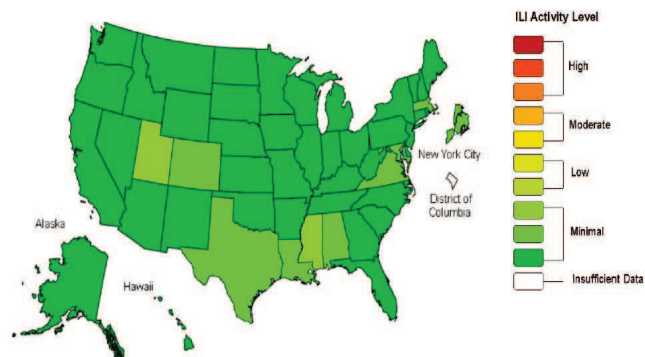 ILI Activity Level
High
Moderate
New York City
Low
District of
Columbia
Alaska
Minimal
Hawaii
Insufficient Data